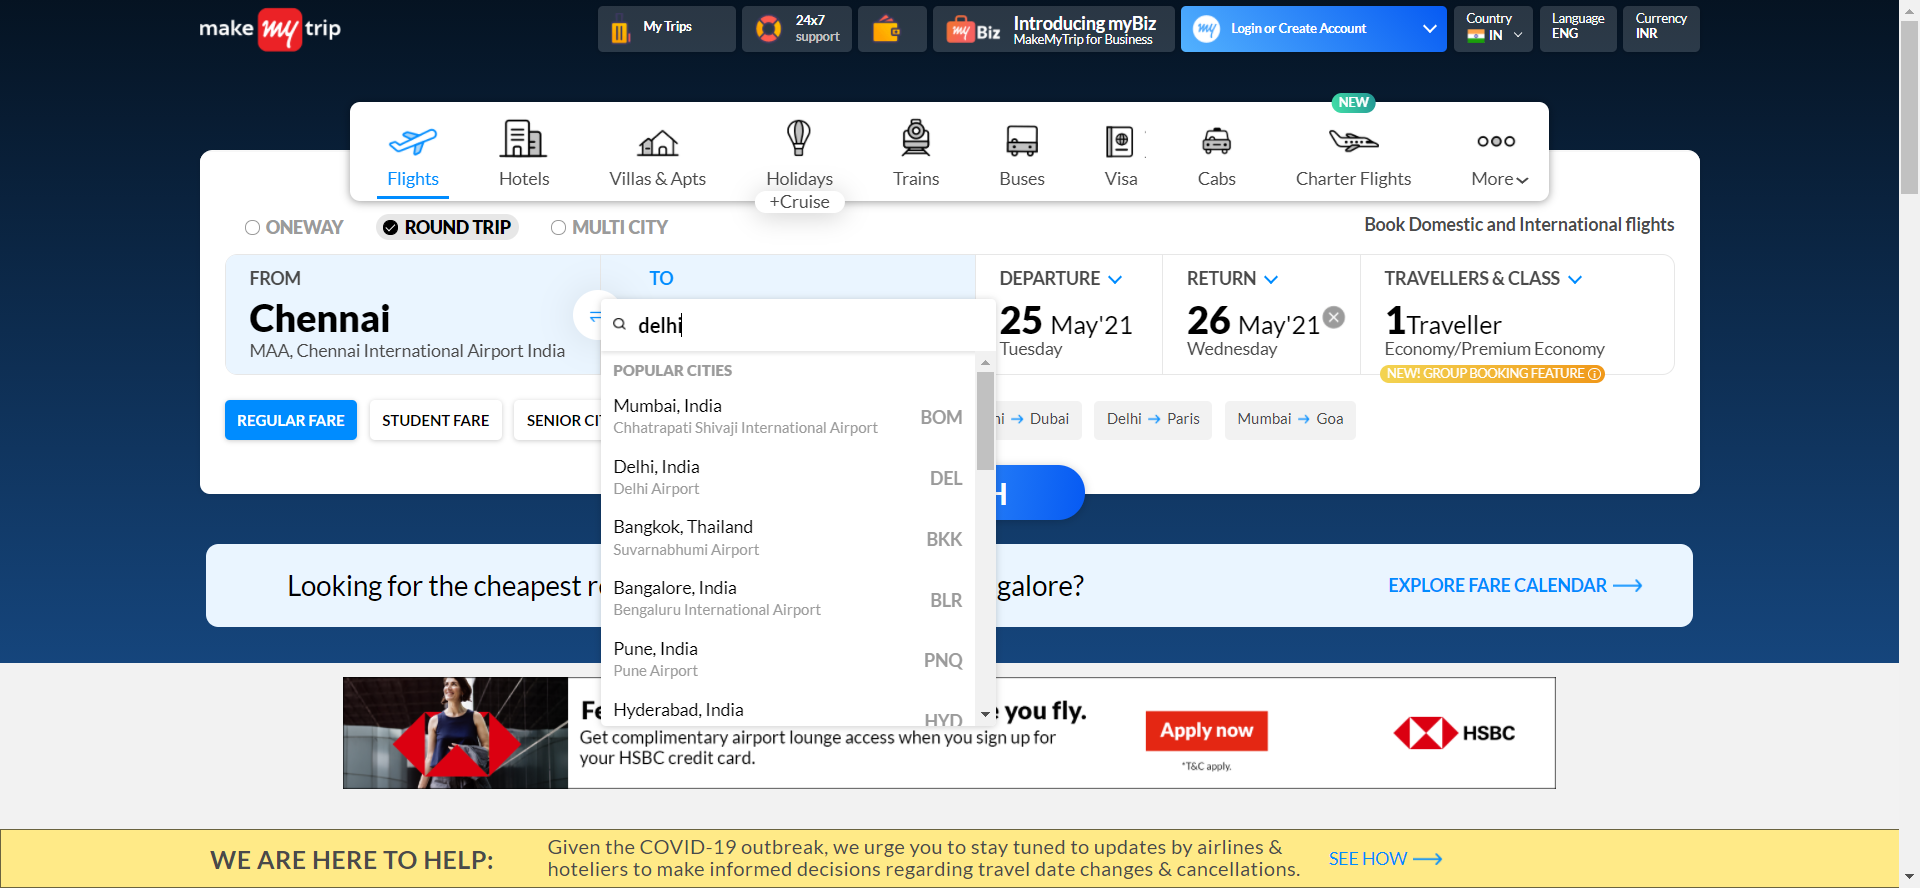 make my trip
My Trips
24x7
support
my Biz
Introducing myBiz
MakeMyTrip for Business
my
Login or Create Account
Country
IN
Language
ENG
Currency
INR
NEW
Flights
Hotels
Villas & Apts
Holidays
Trains
Buses
Visa
Cabs
Charter Flights
More
+Cruise
ONEWAY
ROUND TRIP
MULTI CITY
Book Domestic and International flights
FROM
Chennai
MAA, Chennai International Airport India
TO
delhi
DEPARTURE
25 May'21
Tuesday
RETURN
26 May'21
Wednesday
TRAVELLERS & CLASS
1 Traveller
Economy/Premium Economy
NEW! GROUP BOOKING FEATURE
POPULAR CITIES
Mumbai, India
Chhatrapati Shivaji International Airport
BOM
Delhi, India
Delhi Airport
DEL
Bangkok, Thailand
Suvarnabhumi Airport
BKK
Bangalore, India
Bengaluru International Airport
BLR
Pune, India
Pune Airport
PNQ
Hyderabad, India
HYD
REGULAR FARE
STUDENT FARE
SENIOR
Dubai
Delhi → Paris
Mumbai → Goa
H
Looking for the cheapest
galore?
EXPLORE FARE CALENDAR
you fly.
Get complimentary airport lounge access when you sign up for
your HSBC credit card.
Apply now
*T&C apply.
HSBC
WE ARE HERE TO HELP:
Given the COVID-19 outbreak, we urge you to stay tuned to updates by airlines &
hoteliers to make informed decisions regarding travel date changes & cancellations.
SEE HOW